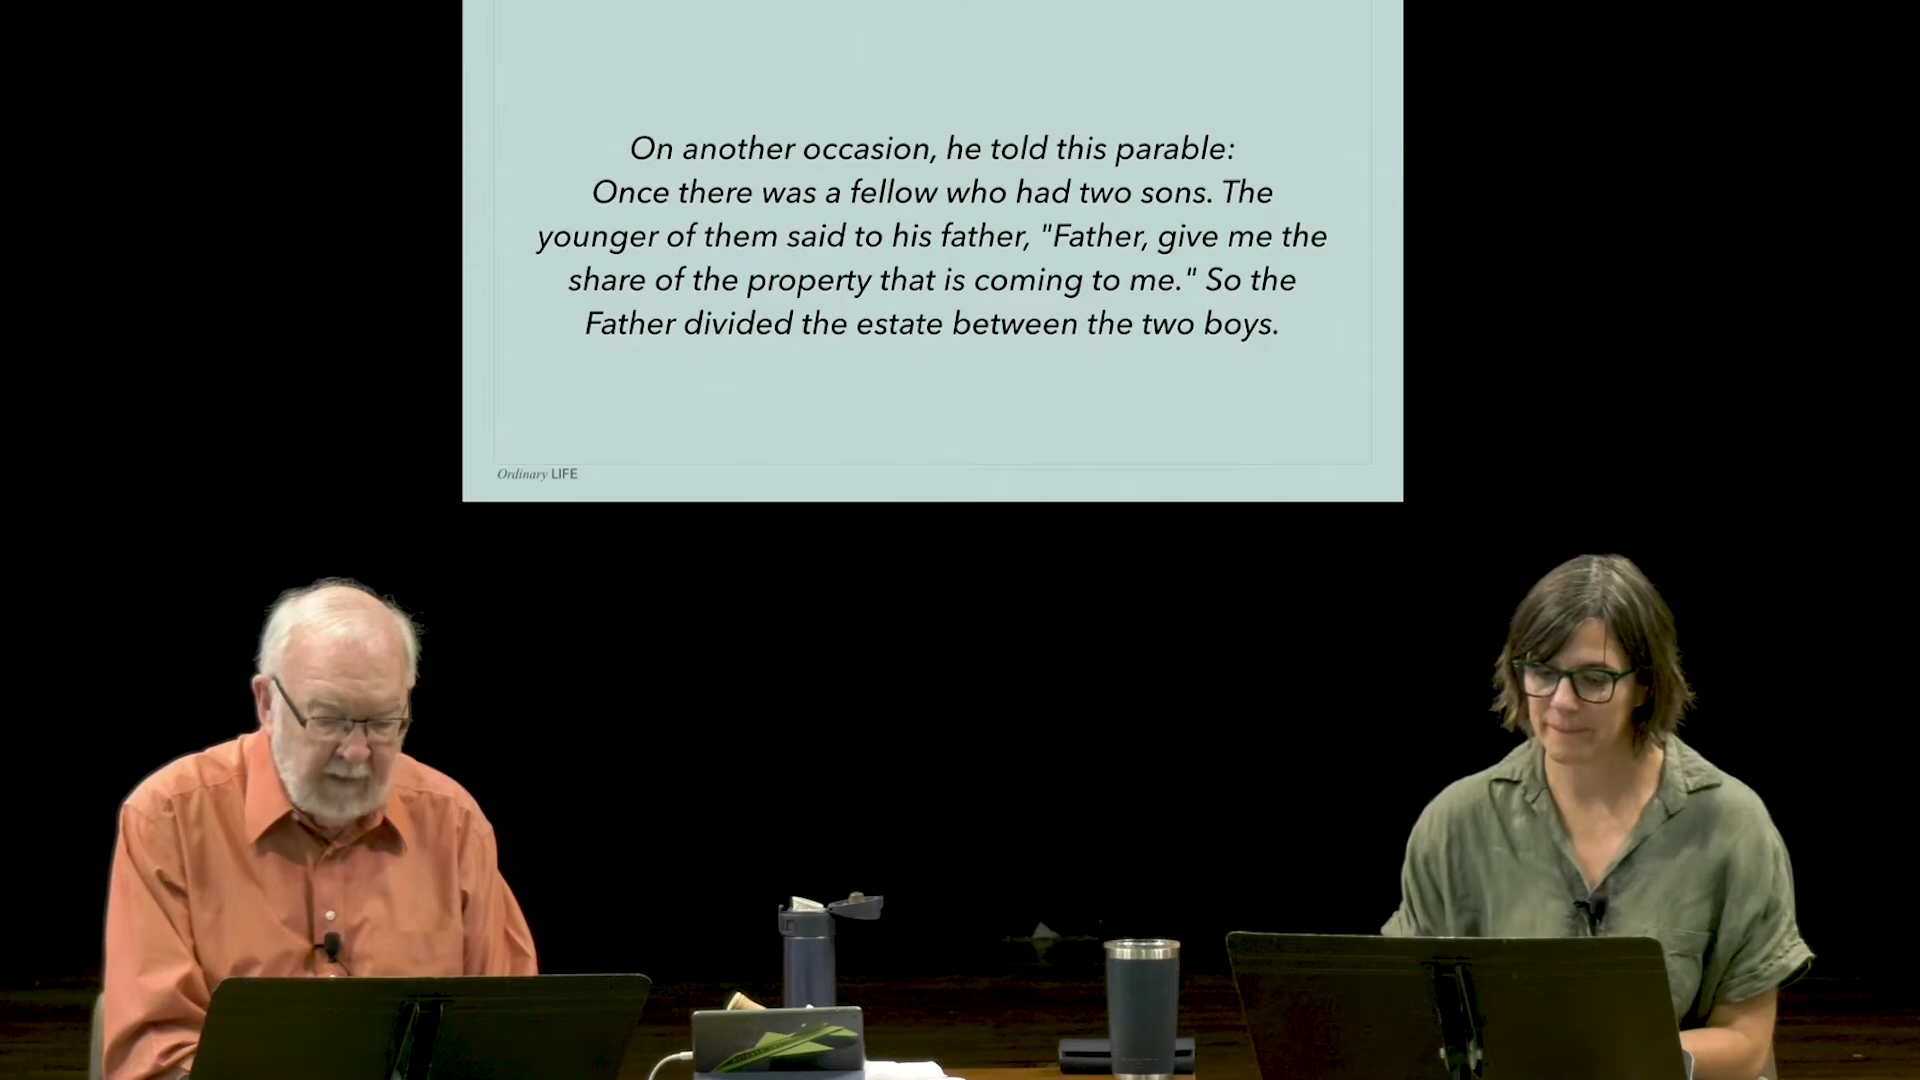 On another occasion, he told this parable:
Once there was a fellow who had two sons. The
younger of them said to his father, "Father, give me the
share of the property that is coming to me." So the
Father divided the estate between the two boys.
Ordinary LIFE